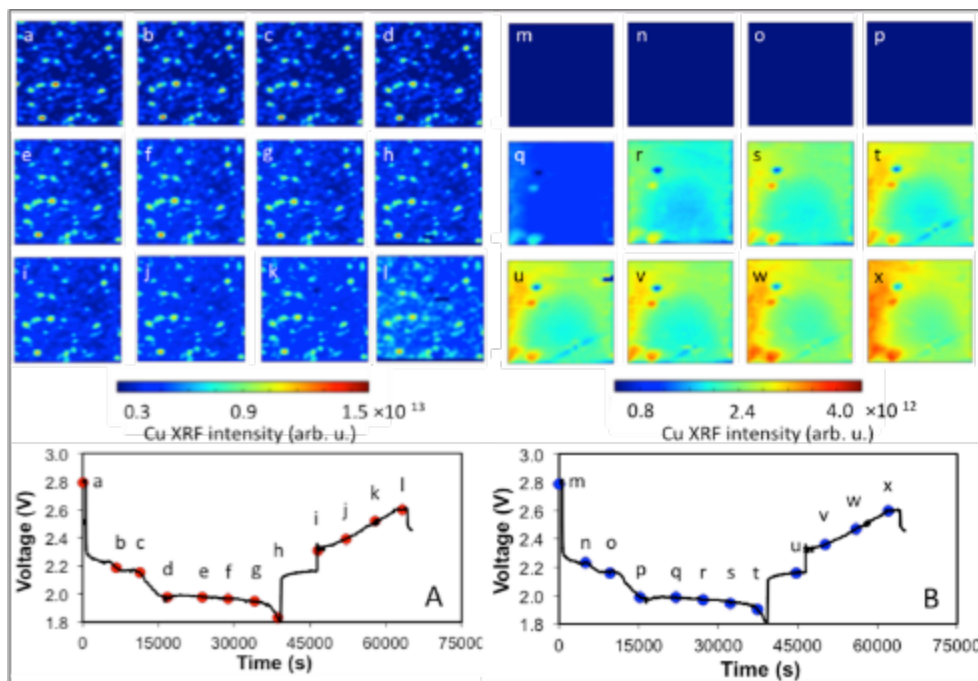 a b c d m n o p
e f g h q r s t
i j k l u v w x
0.3 0.9 1.5 × 10 13
Cu XRF intensity (arb. u.)
0.8 2.4 4.0 × 10 12
Cu XRF intensity (arb. u.)
3.0
2.8
2.6
2.4
2.2
2.0
1.8
Voltage (V)
a b c d e f g h i j k l
A
0 15000 30000 45000 60000 75000
Time (s)
3.0
2.8
2.6
2.4
2.2
2.0
1.8
Voltage (V)
m n o p q r s t u v w x
B
0 15000 30000 45000 60000 75000
Time (s)